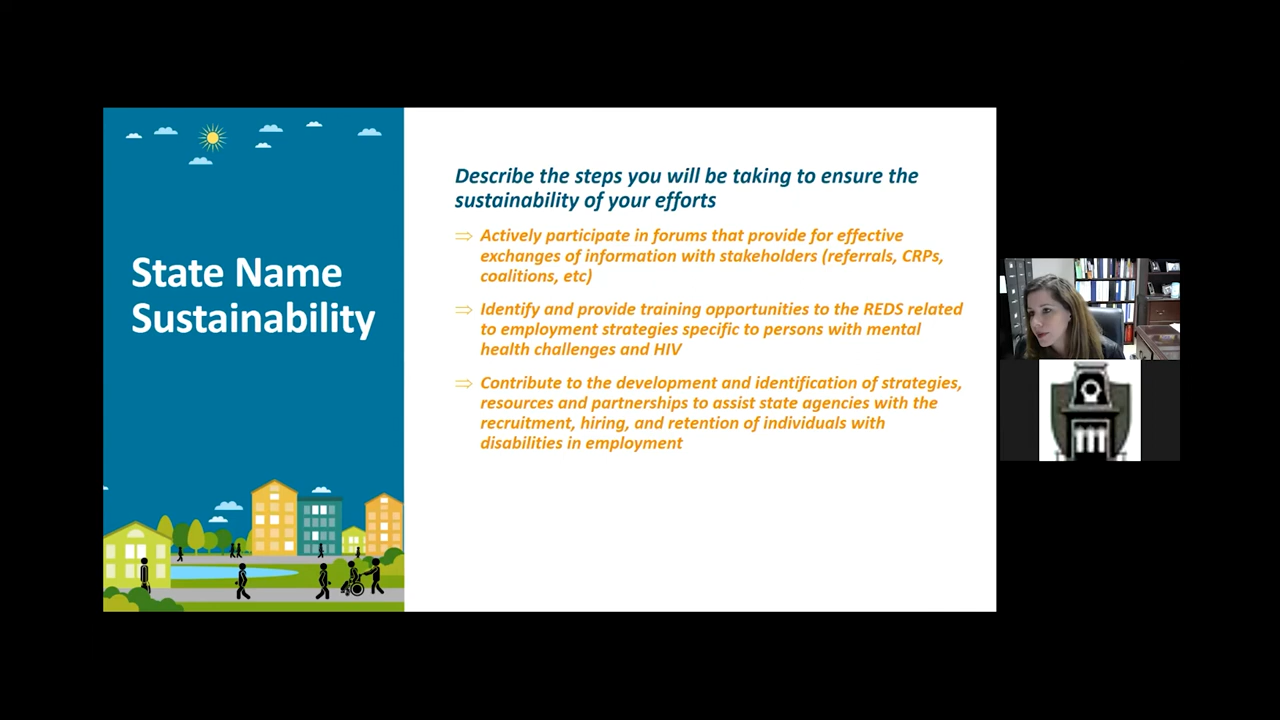 State Name
Sustainability
Describe the steps you will be taking to ensure the
sustainability of your efforts
⇒ Actively participate in forums that provide for effective
exchanges of information with stakeholders (referrals, CRPs,
coalitions, etc)
⇒ Identify and provide training opportunities to the REDS related
to employment strategies specific to persons with mental
health challenges and HIV
⇒ Contribute to the development and identification of strategies,
resources and partnerships to assist state agencies with the
recruitment, hiring, and retention of individuals with
disabilities in employment